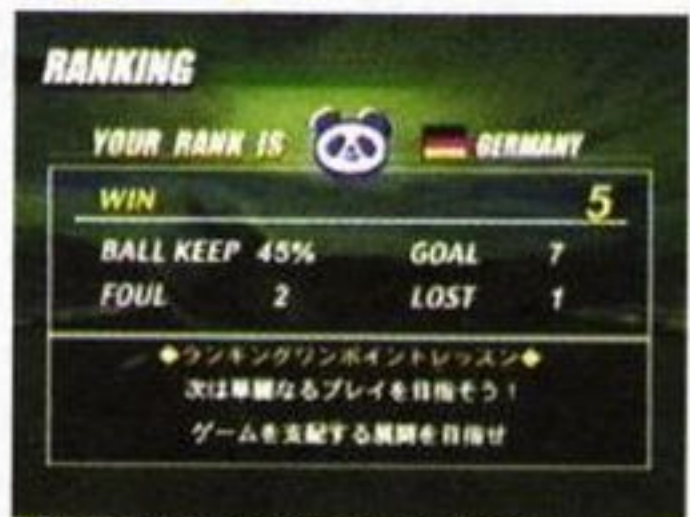 RANKING
YOUR RANK IS GERMANY
WIN 5
BALL KEEP 45% GOAL 7
FOUL 2 LOST 1
◆ランキングワンポイントレッスン◆
次は華麗なるプレイを目指そう！
ゲームを支配する展開を目指せ